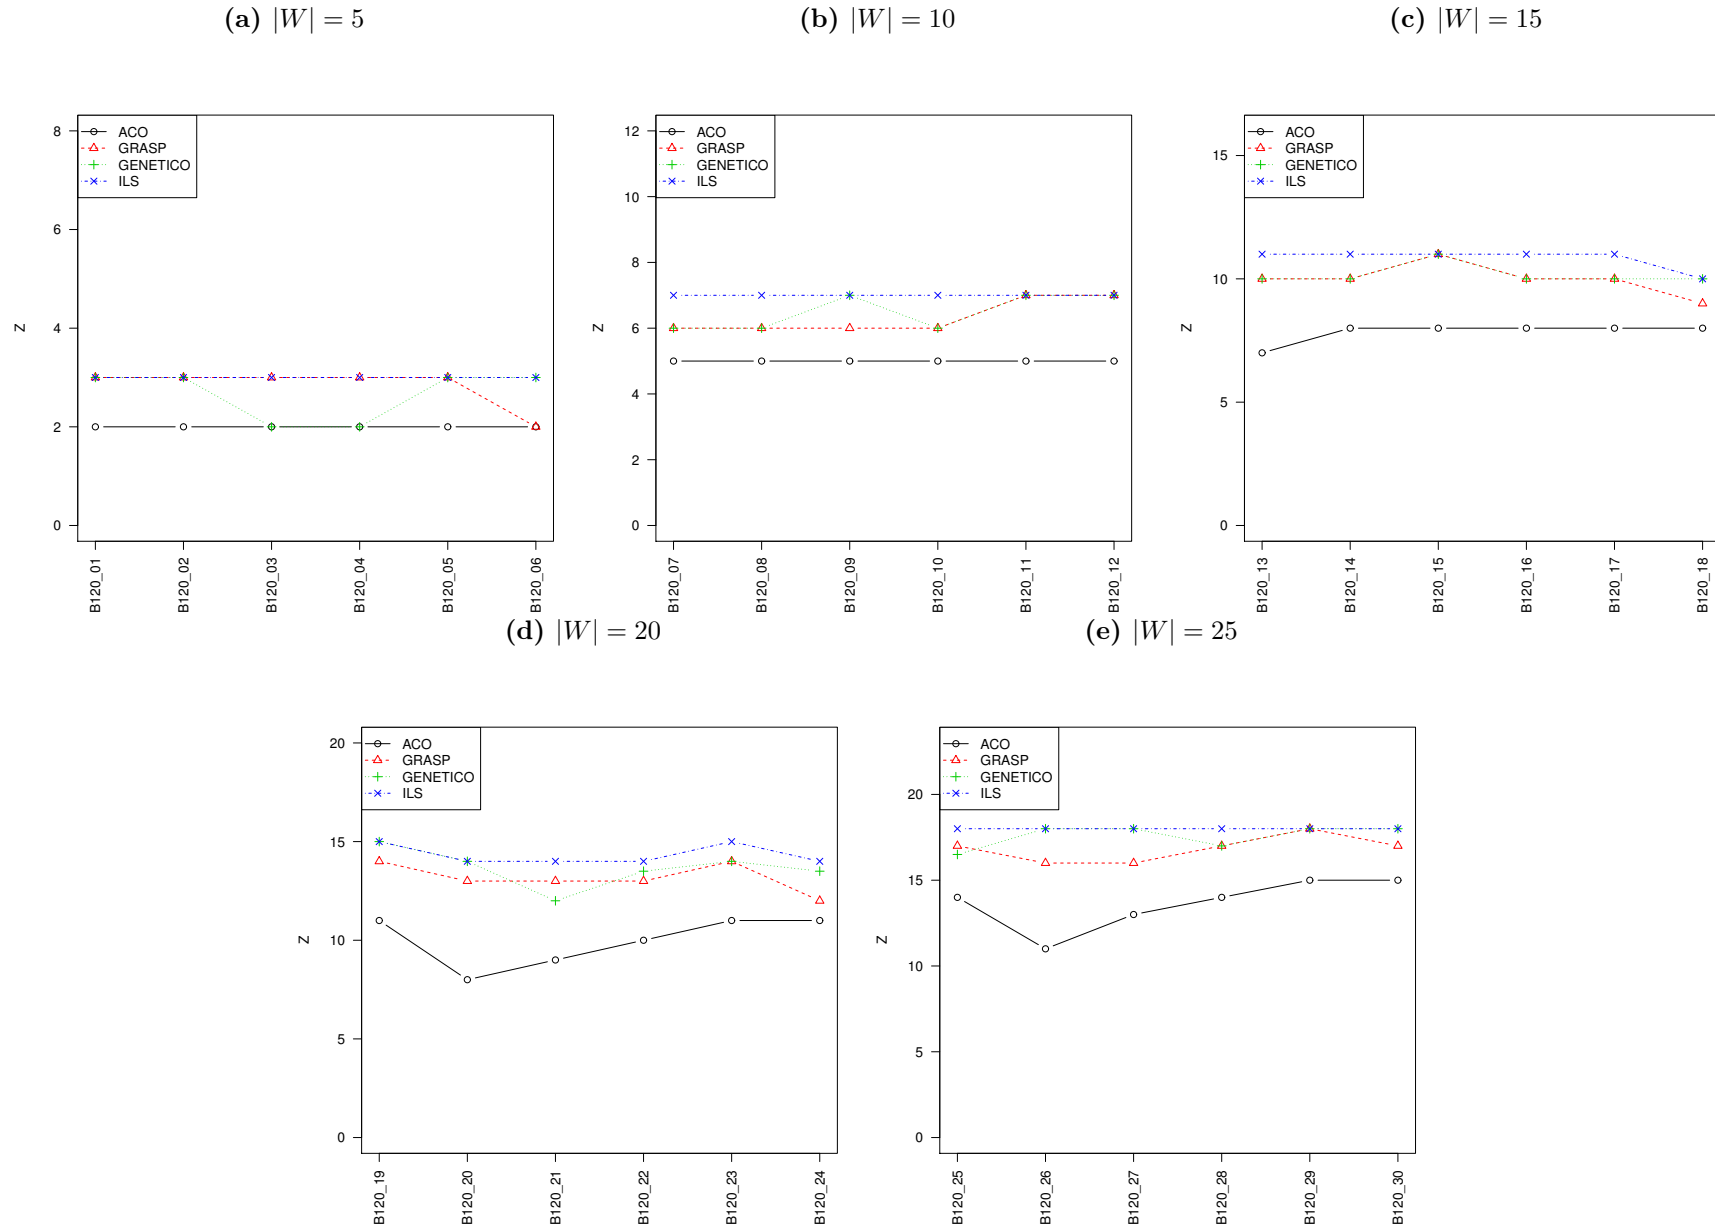 (a) |W| = 5
(b) |W| = 10
(c) |W| = 15
ACO
GRASP
GENETICO
ILS
8
6
4
2
0
Z
B120_01
B120_02
B120_03
B120_04
B120_05
B120_06
ACO
GRASP
GENETICO
ILS
12
10
8
6
4
2
0
Z
B120_07
B120_08
B120_09
B120_10
B120_11
B120_12
ACO
GRASP
GENETICO
ILS
15
10
5
0
Z
B120_13
B120_14
B120_15
B120_16
B120_17
B120_18
(d) |W| = 20
(e) |W| = 25
ACO
GRASP
GENETICO
ILS
20
15
10
5
0
Z
B120_19
B120_20
B120_21
B120_22
B120_23
B120_24
ACO
GRASP
GENETICO
ILS
20
15
10
5
0
Z
B120_25
B120_26
B120_27
B120_28
B120_29
B120_30